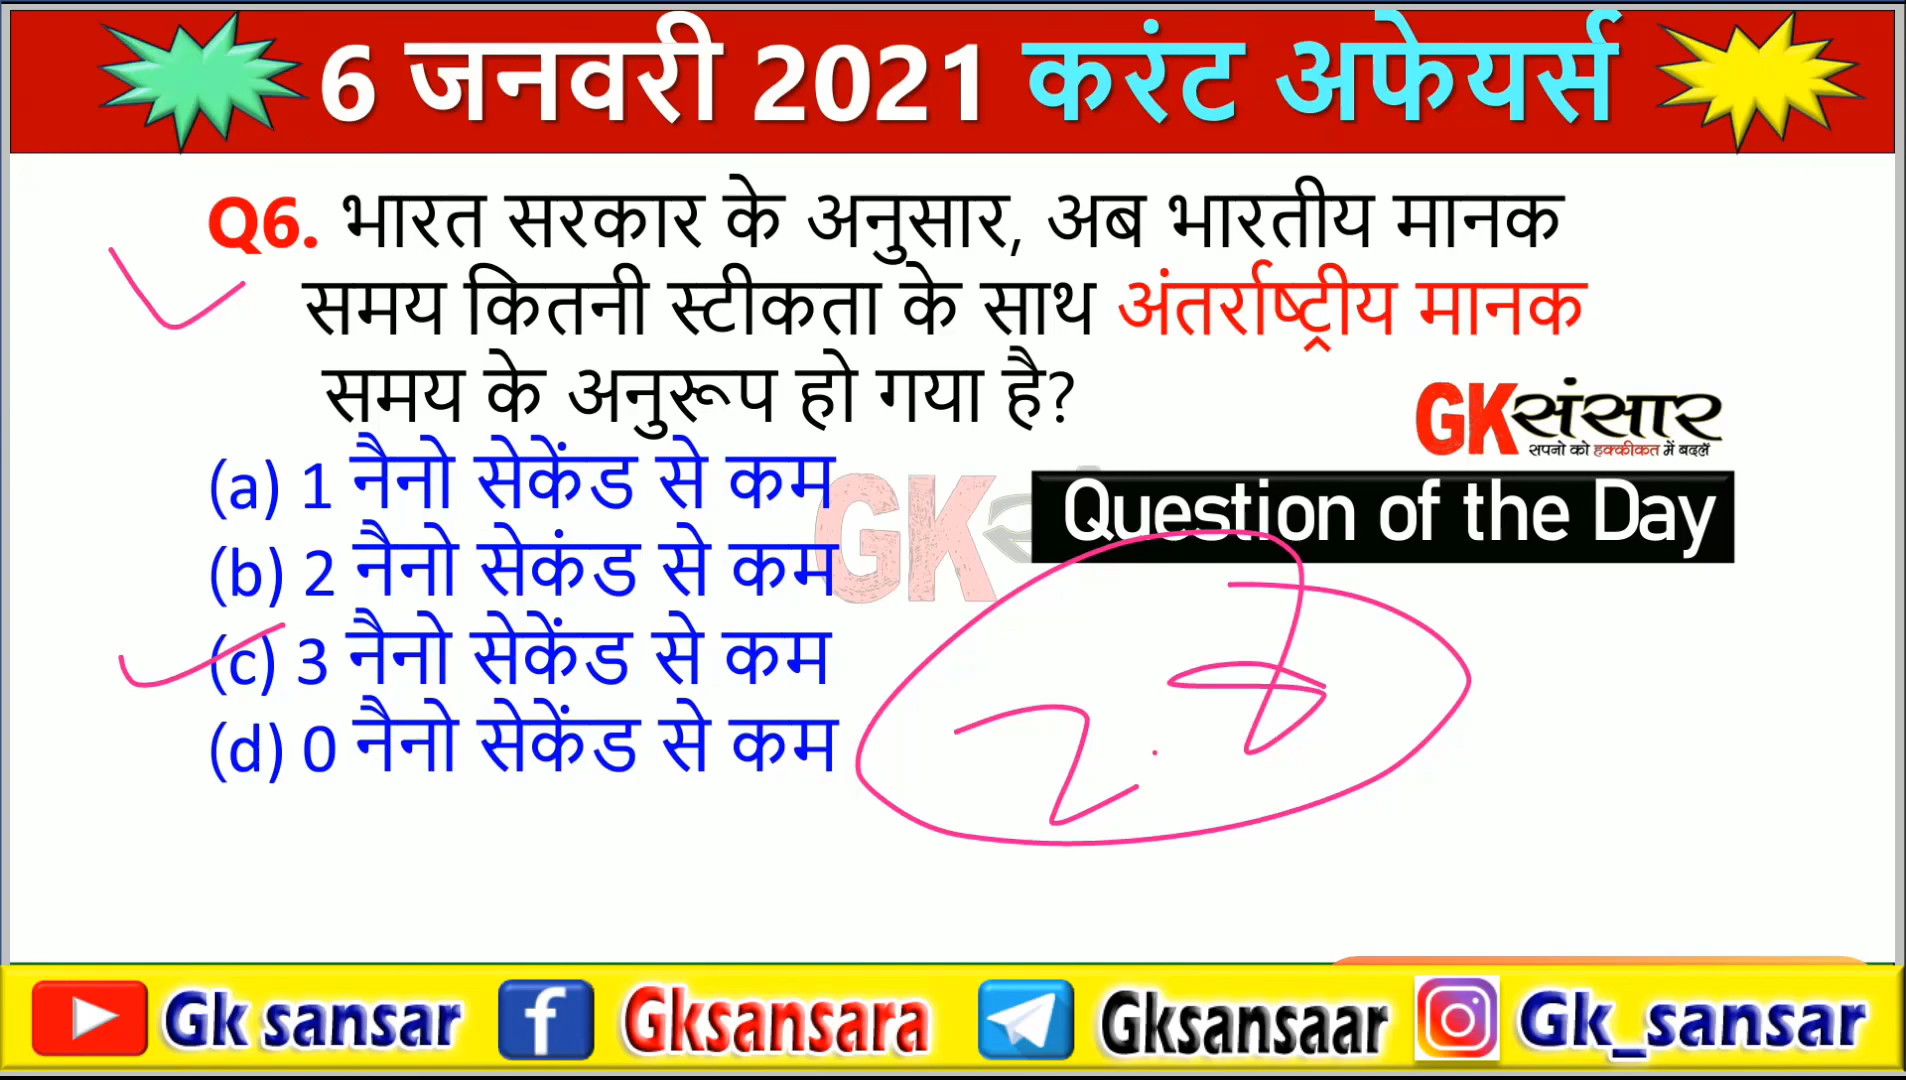 6 जनवरी 2021 करंट अफेयर्स
Q6. भारत सरकार के अनुसार, अब भारतीय मानक
समय कितनी स्टीकता के साथ अंतर्राष्ट्रीय मानक
समय के अनुरूप हो गया है?
GKसंसार
सपनो को हक्कीकत में बदलें
(a) 1 नैनो सेकेंड से कम
Question of the Day
(b) 2 नैनो सेकंड से कम
(c) 3 नैनो सेकेंड से कम
(d) 0 नैनो सेकेंड से कम
GK
Gk sansar
Gksansara
Gksansaar
Gk_sansar